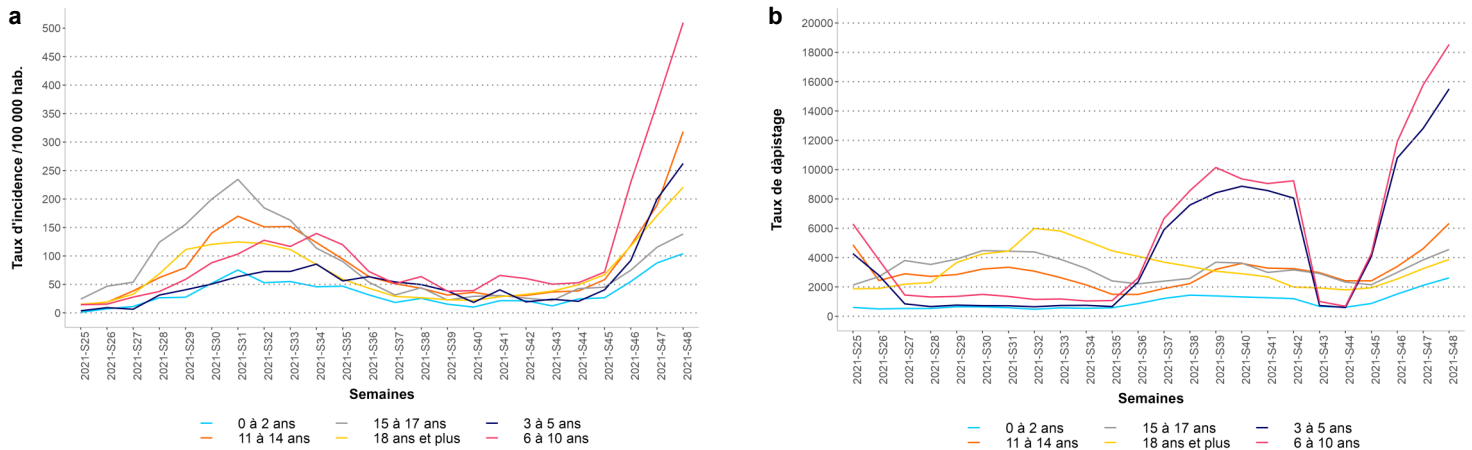 a
Taux d'incidence /100 000 hab.
500
450
400
350
300
250
200
150
100
50
0
2021-S25
2021-S26
2021-S27
2021-S28
2021-S29
2021-S30
2021-S31
2021-S32
2021-S33
2021-S34
2021-S35
2021-S36
2021-S37
2021-S38
2021-S39
2021-S40
2021-S41
2021-S42
2021-S43
2021-S44
2021-S45
2021-S46
2021-S47
2021-S48
Semaines
0 à 2 ans 15 à 17 ans 3 à 5 ans
11 à 14 ans 18 ans et plus 6 à 10 ans
b
Taux de dàpistage
20000
18000
16000
14000
12000
10000
8000
6000
4000
2000
0
2021-S25
2021-S26
2021-S27
2021-S28
2021-S29
2021-S30
2021-S31
2021-S32
2021-S33
2021-S34
2021-S35
2021-S36
2021-S37
2021-S38
2021-S39
2021-S40
2021-S41
2021-S42
2021-S43
2021-S44
2021-S45
2021-S46
2021-S47
2021-S48
Semaines
0 à 2 ans 15 à 17 ans 3 à 5 ans
11 à 14 ans 18 ans et plus 6 à 10 ans